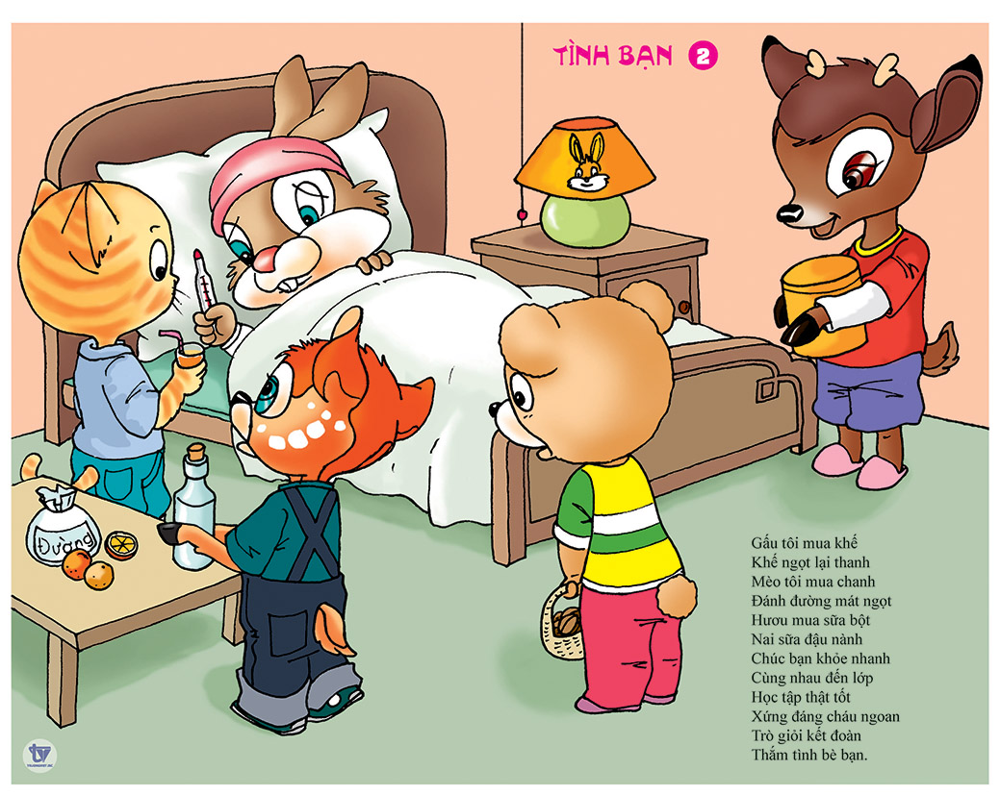 TÌNH BẠN 2
Đường
Gấu tôi mua khế
Khế ngọt lại thanh
Mèo tôi mua chanh
Đánh đường mát ngọt
Hươu mua sữa bột
Nai sữa đậu nành
Chúc bạn khỏe nhanh
Cùng nhau đến lớp
Học tập thật tốt
Xứng đáng cháu ngoan
Trò giỏi kết đoàn
Thắm tình bè bạn.